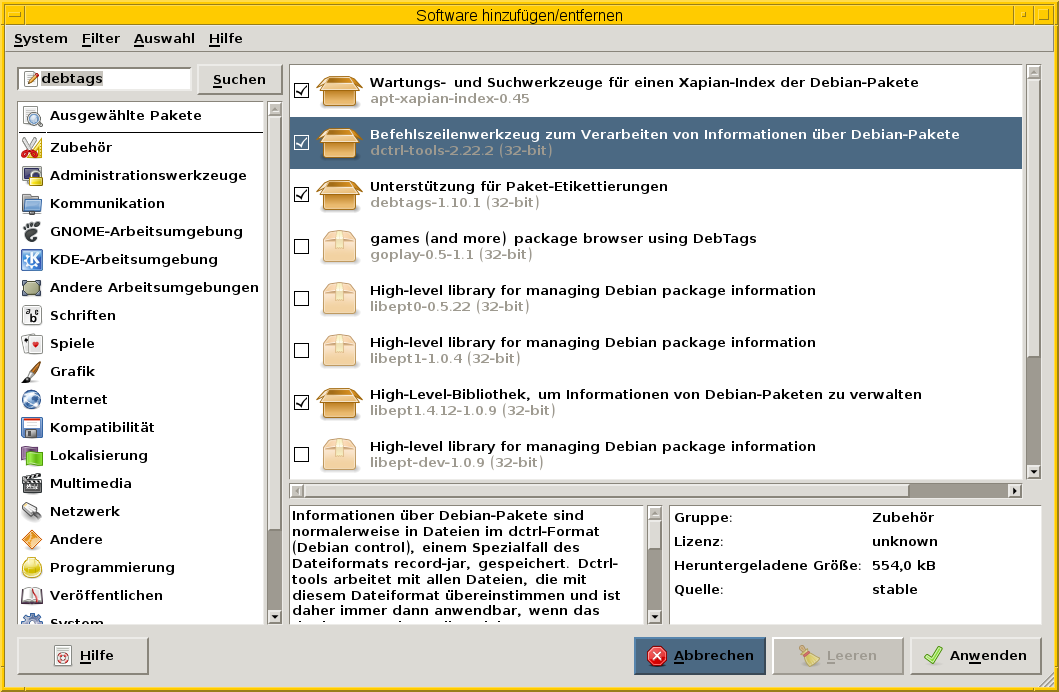 Software hinzufügen/entfernen
System Filter Auswahl Hilfe
debtags
Suchen
Ausgewählte Pakete
Zubehör
Administrationswerkzeuge
Kommunikation
GNOME-Arbeitsumgebung
KDE-Arbeitsumgebung
Andere Arbeitsumgebungen
Schriften
Spiele
Grafik
Internet
Kompatibilität
Lokalisierung
Multimedia
Netzwerk
Andere
Programmierung
Veröffentlichen
System
Wartungs- und Suchwerkzeuge für einen Xapian-Index der Debian-Pakete
apt-xapian-index-0.45
Befehlszeilenwerkzeug zum Verarbeiten von Informationen über Debian-Pakete
dctrl-tools-2.22.2 (32-bit)
Unterstützung für Paket-Etikettierungen
debtags-1.10.1 (32-bit)
games (and more) package browser using DebTags
goplay-0.5-1.1 (32-bit)
High-level library for managing Debian package information
libept0-0.5.22 (32-bit)
High-level library for managing Debian package information
libept1-1.0.4 (32-bit)
High-Level-Bibliothek, um Informationen von Debian-Paketen zu verwalten
libept1.4.12-1.0.9 (32-bit)
High-level library for managing Debian package information
libept-dev-1.0.9 (32-bit)
Informationen über Debian-Pakete sind
normalerweise in Dateien im dctrl-Format
(Debian control), einem Spezialfall des
Dateiformats record-jar, gespeichert. Dctrl-
tools arbeitet mit allen Dateien, die mit
diesem Dateiformat übereinstimmen und ist
daher immer dann anwendbar, wenn das
Gruppe: Zubehör
Lizenz: unknown
Heruntergeladene Größe: 554,0 kB
Quelle: stable
Hilfe
Abbrechen
Leeren
Anwenden